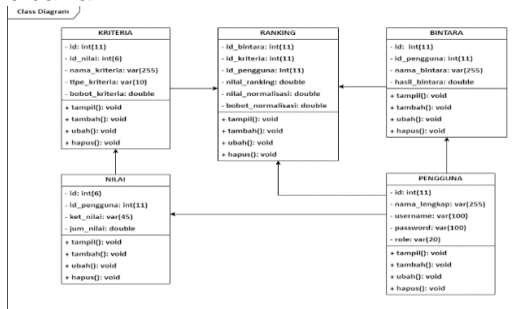 Class Diagram
KRITERIA
- id: int(11)
- id_nilai: int(6)
- nama_kriteria: var(255)
- tipe_kriteria: var(10)
- bobot_kriteria: double
+ tampil(): void
+ tambah(): void
+ ubah(): void
+ hapus(): void
RANKING
- id_bintara: int(11)
- id_kriteria: int(11)
- id_pengguna: int(11)
- nilai_ranking: double
- nilai_normalisasi: double
- bobot_normalisasi: double
+ tampil(): void
+ tambah(): void
+ ubah(): void
+ hapus(): void
BINTARA
- id: int(11)
- id_pengguna: int(11)
- nama_bintara: var(255)
- hasil_bintara: double
+ tampil(): void
+ tambah(): void
+ ubah(): void
+ hapus(): void
NILAI
- id: int(6)
- id_pengguna: int(11)
- ket_nilai: var(45)
- jum_nilai: double
+ tampil(): void
+ tambah(): void
+ ubah(): void
+ hapus(): void
PENGGUNA
- id: int(11)
- nama_lengkap: var(255)
- username: var(100)
- password: var(100)
- role: var(20)
+ tampil(): void
+ tambah(): void
+ ubah(): void
+ hapus(): void